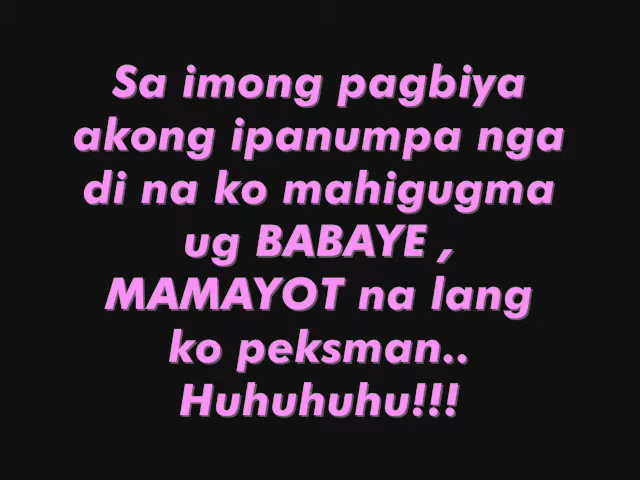 Sa imong pagbiya
akong ipanumpa nga
di na ko mahigugma
ug BABAYE ,
MAMAYOT na lang
ko peksman..
Huhuhuhu!!!